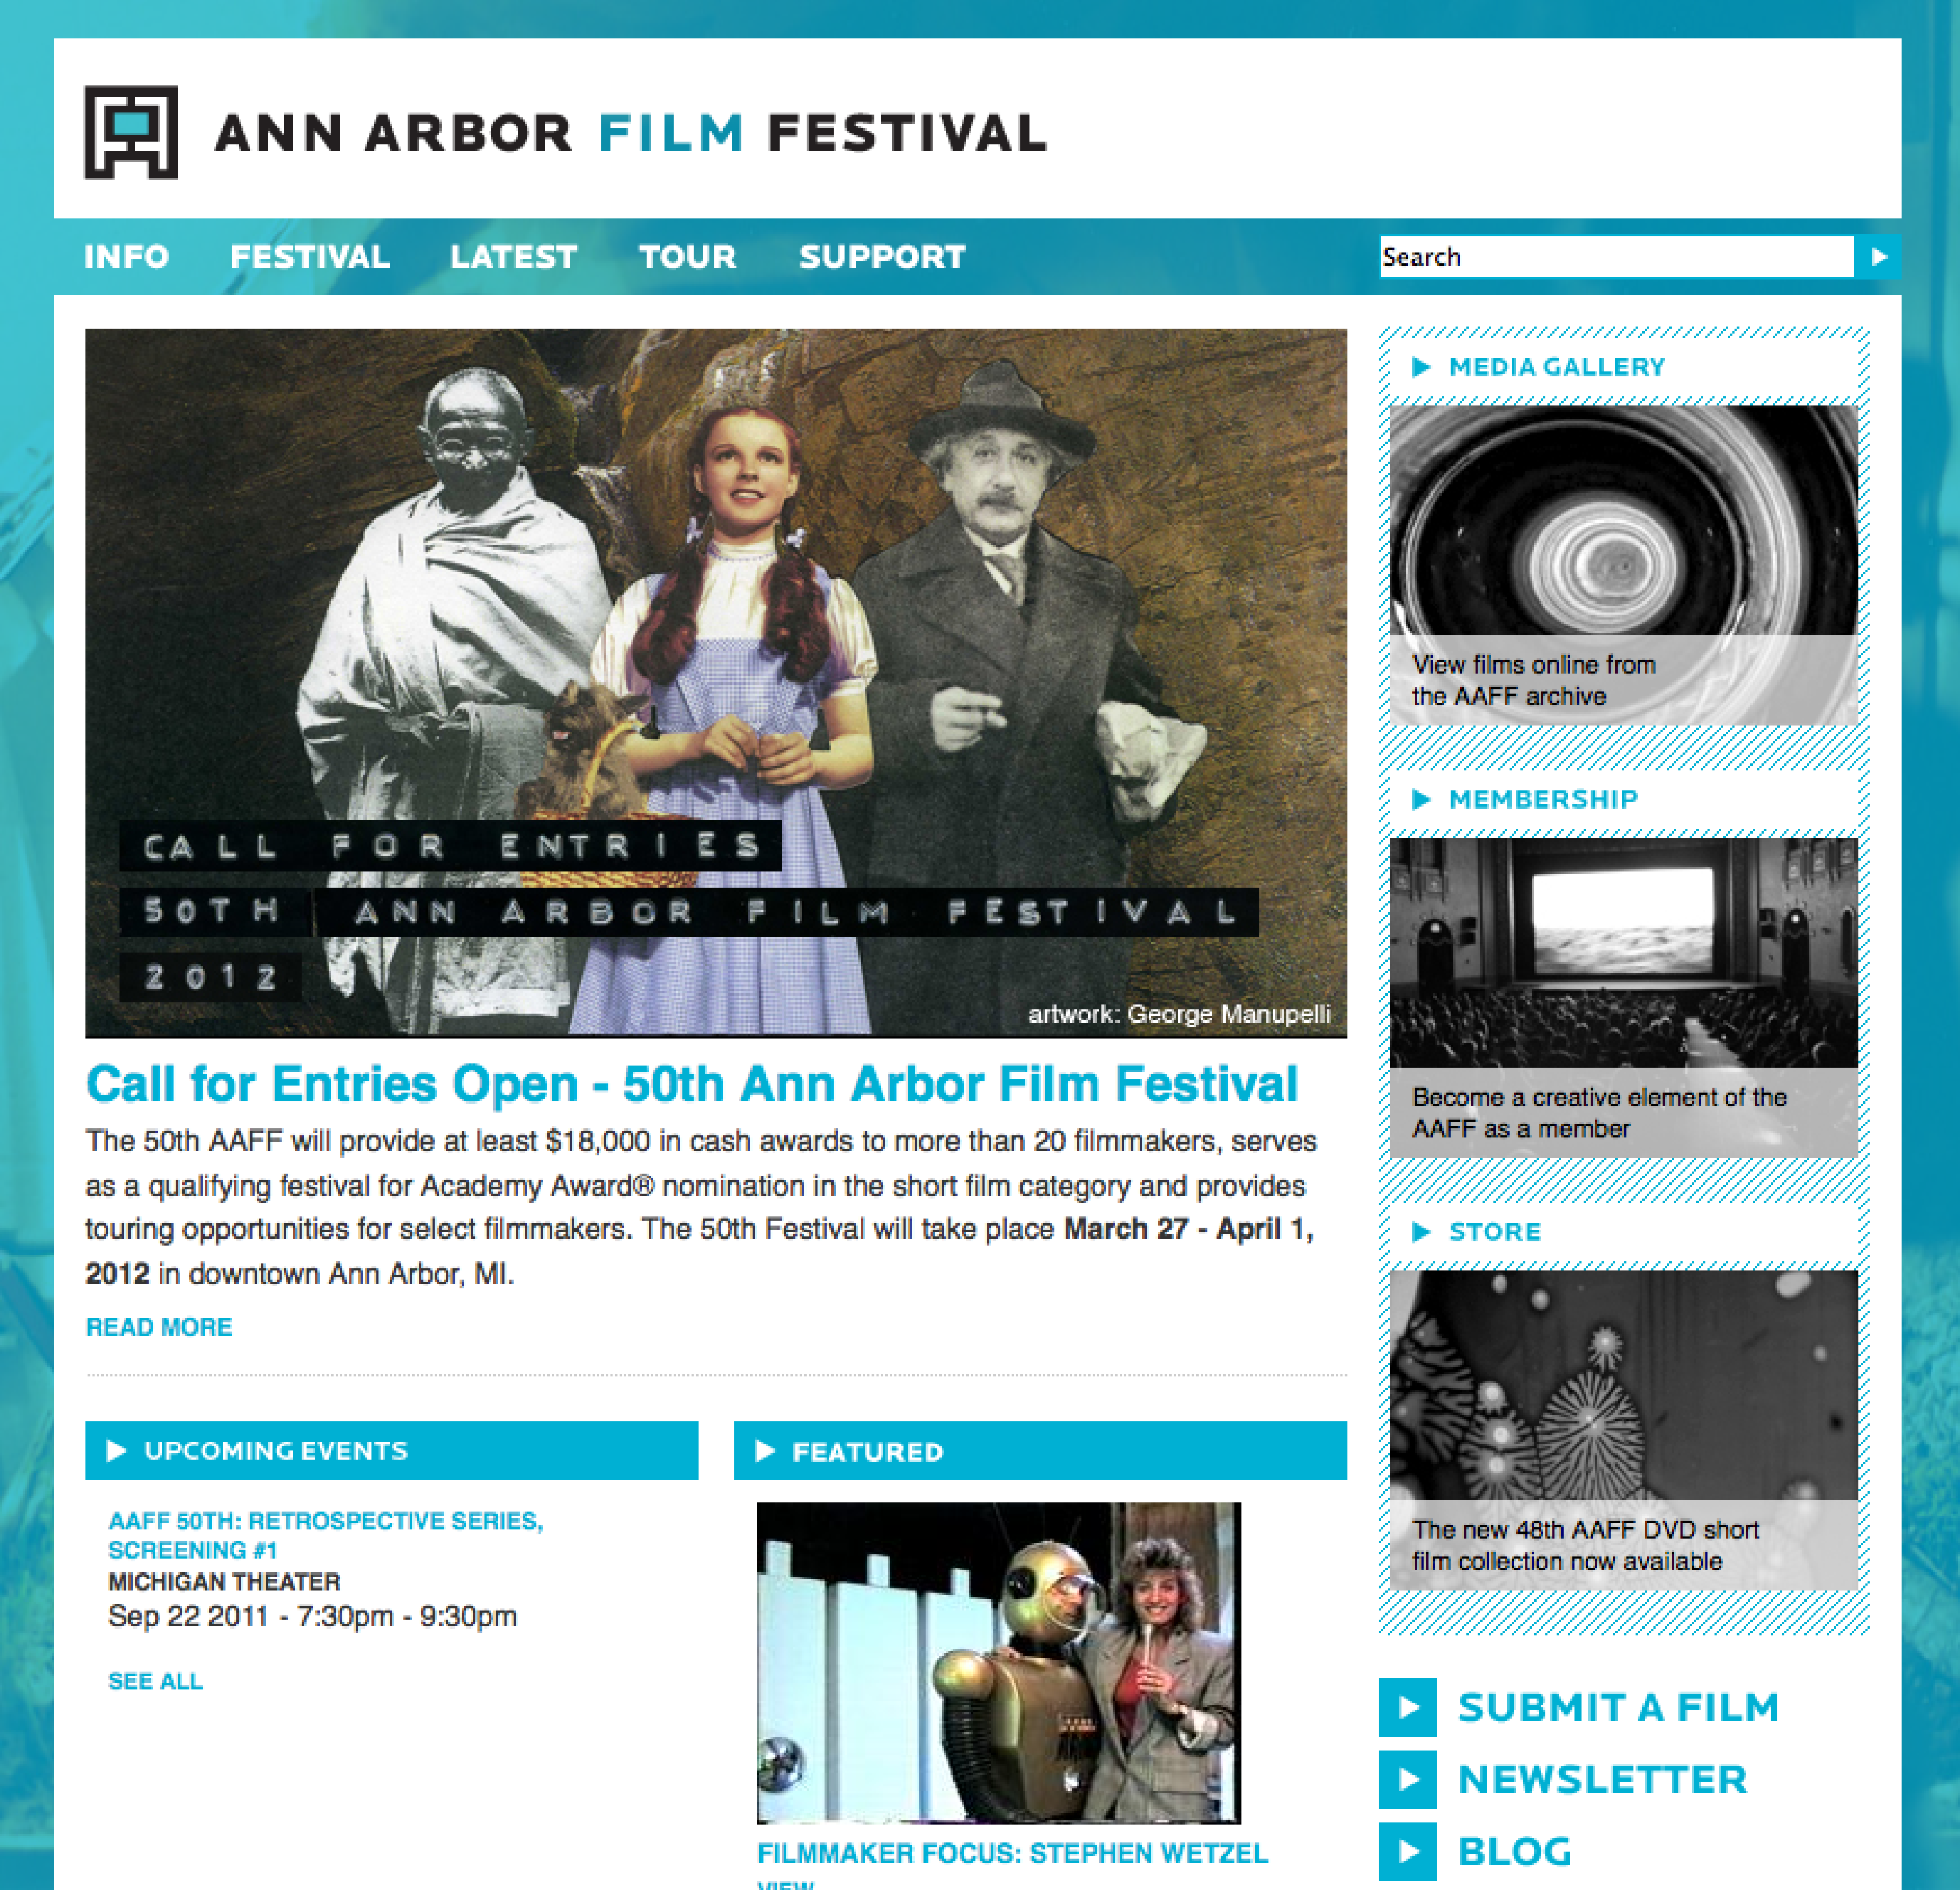 ANN ARBOR FILM FESTIVAL
INFO FESTIVAL LATEST TOUR SUPPORT
Search
CALL FOR ENTRIES
50TH ANN ARBOR FILM FESTIVAL
2012
artwork: George Manupelli
Call for Entries Open - 50th Ann Arbor Film Festival
The 50th AAFF will provide at least $18,000 in cash awards to more than 20 filmmakers, serves
as a qualifying festival for Academy Award® nomination in the short film category and provides
touring opportunities for select filmmakers. The 50th Festival will take place March 27 - April 1,
2012 in downtown Ann Arbor, MI.
READ MORE
UPCOMING EVENTS
AAFF 50TH: RETROSPECTIVE SERIES,
SCREENING #1
MICHIGAN THEATER
Sep 22 2011 - 7:30pm - 9:30pm
SEE ALL
FEATURED
FILMMAKER FOCUS: STEPHEN WETZEL
VIEW
MEDIA GALLERY
View films online from
the AAFF archive
MEMBERSHIP
Become a creative element of the
AAFF as a member
STORE
The new 48th AAFF DVD short
film collection now available
SUBMIT A FILM
NEWSLETTER
BLOG